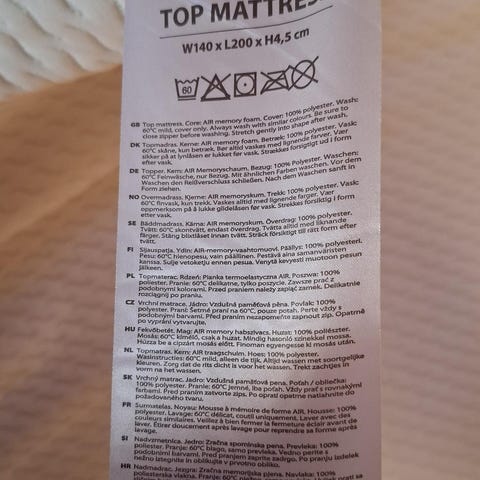 TOP MATTRES
W140 x L200 x H4,5 cm
60
GB Top mattress. Core: AIR memory foam, Cover: 100% polyester. Wash:
60°C mild, cover only. Always wash with similar colours. Be sure to
close zipper before washing. Stretch gently into shape after wash.
DK Topmadras. Kerne: AIR memory foam, Betræk: 100% polyester. Vask:
60°C skåne, kun betræk. Bør altid vaskes med lignende farver. Vær
sikker på at lynlåsen er lukket før vask. Strækkes forsigtigt ud i form
efter vask.
DE Topper. Kern: AIR Memoryschaum, Bezug: 100% Polyester. Waschen:
60°C Feinwäsche, nur Bezug. Mit ähnlichen Farben waschen. Vor dem
Waschen den Reißverschluss schließen. Nach dem Waschen sanft in
Form ziehen.
NO Overmadrass. Kjerne: AIR memoryskum, Trekk: 100% polyester. Vask:
60°C finvask, kun trekk. Vaskes alltid med lignende farger. Vær
oppmerksom på å lukke glidelåsen før vask. Strekkes forsiktig i form
etter vask.
SE Bäddmadrass. Kärna: AIR memoryskum. Överdrag: 100% polyester.
Tvätt: 60°C skontvätt, endast överdrag. Tvätta alltid med liknande
färger. Stäng blixtlåset innan tvätt. Sträck försiktigt till rätt form efter
tvätt.
FI Sijauspatja. Ydin: AIR-memory-vaahtomuovi. Päällys: 100% polyesteri.
Pesu: 60°C hienopesu, vain päällinen. Pestävä aina samanväristen
kanssa. Sulje vetoketju ennen pesua. Venytä kevyesti muotoon pesun
jälkeen.
PL Topmaterac. Rdzeń: Pianka termoelastyczna AIR, Poszwa: 100%
poliester. Pranie: 60°C delikatne, tylko poszycie. Zawsze prać z
podobnymi kolorami. Przed praniem należy zapiąć zamek. Delikatnie
rozciągnij po praniu.
CZ Vrchní matrace. Jádro: Vzdušná paměťová pěna. Povlak: 100%
polyester. Praní: Šetrné praní na 60°C, pouze potah. Perte vždy s
podobnými barvami. Před praním nezapomeňte zapnout zip. Opatrně
po vyprání vytvarujte.
HU Fekvőbetét. Mag: AIR memory habszivacs. Huzat: 100% poliészter.
Mosás: 60°C kímélő, csak a huzat. Mindig hasonló színekkel mossa.
Húzza be a cipzárt mosás előtt. Finoman egyengesse ki mosás után.
NL Topmatras. Kern: AIR traagschuim. Hoes: 100% polyester.
Wasinstructies: 60°C mild, alleen de tijk. Altijd wassen met soortgelijke
kleuren. Zorg dat de rits dicht is voor het wassen. Trek zachtjes in
vorm na het wassen.
SK Vrchný matrac. Jadro: Vzdušná pamäťová pena. Poťah / obliečka:
100% polyester. Pranie: 60°C jemné, iba poťah. Vždy prať s rovnakými
farbami. Pred praním zatvorte zips. Po praní opatrne natiahnite do
požadovaného tvaru.
FR Surmatelas. Noyau: Mousse à mémoire de forme AIR. Housse: 100%
polyester. Lavage: 60°C délicat, coutil uniquement. Laver avec des
couleurs similaires. Veillez à bien fermer la fermeture éclair avant de
laver. Étirer doucement après lavage pour reprendre sa forme après
lavage.
SI Nadvzmetnica. Jedro: Zračna spominska pena. Prevleka: 100%
poliester. Pranje: 60°C blago, samo prevleko. Vedno perite s
podobnimi barvami. Pred pranjem zaprite zadrgo. Po pranju izdelek
nežno iztegnite in oblikujte v prvotno obliko.
HR Nadmadrac. Jezgra: Zračna memorijska pjena. Navlaka: 100%